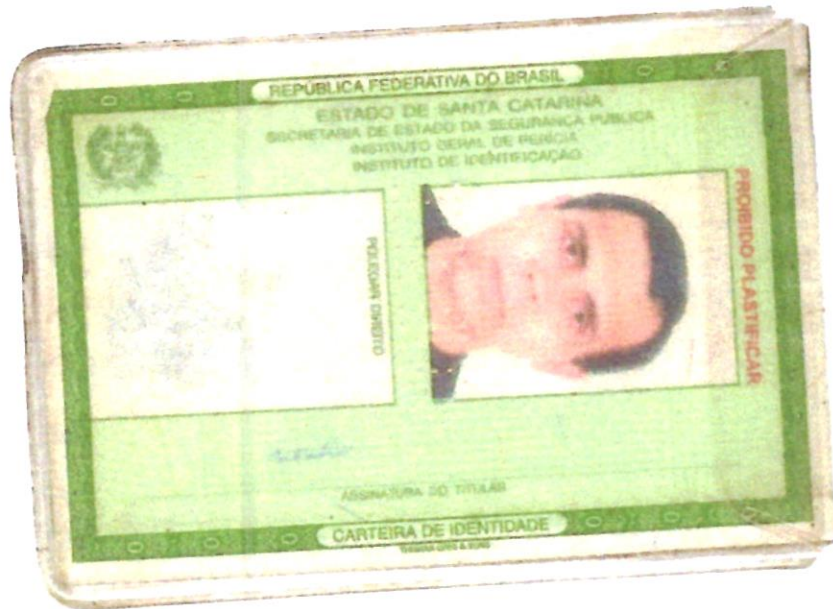 REPÚBLICA FEDERATIVA DO BRASIL
ESTADO DE SANTA CATARINA
SECRETARIA DE ESTADO DA SEGURANÇA PÚBLICA
INSTITUTO GERAL DE PERÍCIA
INSTITUTO DE IDENTIFICAÇÃO
PROIBIDO PLASTIFICAR
POLEGAR DIREITO
ASSINATURA DO TITULAR
CARTEIRA DE IDENTIDADE